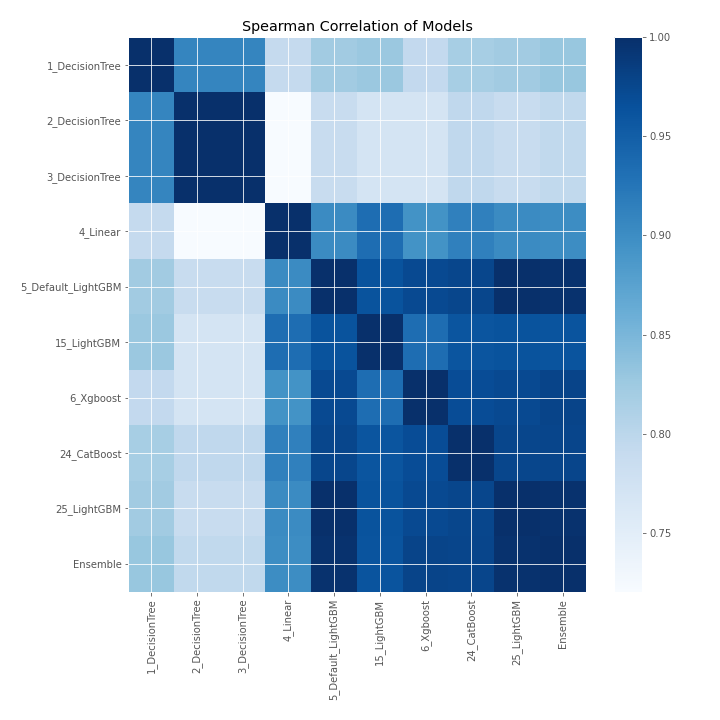 Spearman Correlation of Models
1_DecisionTree
2_DecisionTree
3_DecisionTree
4_Linear
5_Default_LightGBM
15_LightGBM
6_Xgboost
24_CatBoost
25_LightGBM
Ensemble
1_DecisionTree
2_DecisionTree
3_DecisionTree
4_Linear
5_Default_LightGBM
15_LightGBM
6_Xgboost
24_CatBoost
25_LightGBM
Ensemble
1.00
0.95
0.90
0.85
0.80
0.75